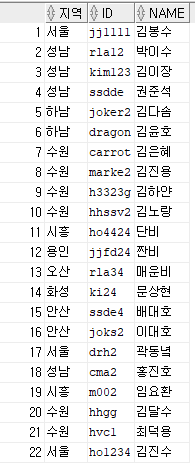 지역 ID NAME
1 서울 jj1111 김봉수
2 성남 rla12 박미수
3 성남 kim123 김이장
4 성남 ssdde 권준석
5 하남 joker2 김다솜
6 하남 dragon 김윤호
7 수원 carrot 김은혜
8 수원 marke2 김진용
9 수원 h3323g 김하얀
10 수원 hhssv2 김노랑
11 시흥 ho4424 단비
12 용인 jjfd24 짠비
13 오산 rla34 매운비
14 화성 ki24 문상현
15 안산 ssde4 배대호
16 안산 joks2 이대호
17 서울 drh2 곽동녘
18 성남 cma2 홍진호
19 시흥 m002 임요환
20 수원 hhgg 김달수
21 수원 hvcl 최덕용
22 서울 ho1234 김진수